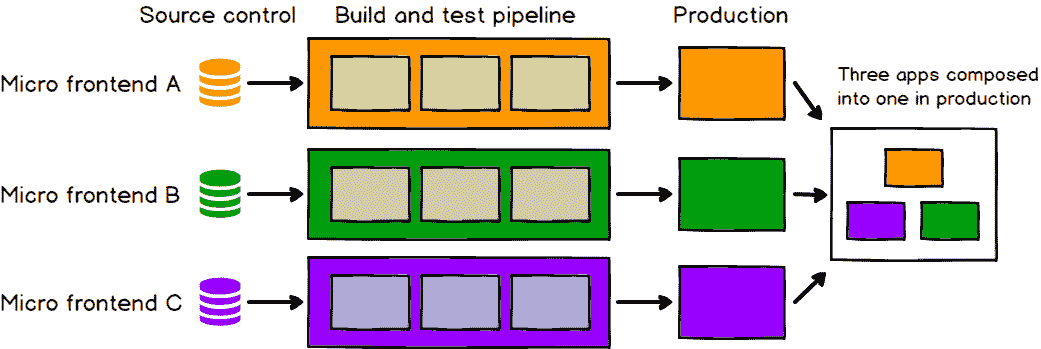 Source control
Build and test pipeline
Production
Micro frontend A
Three apps composed
into one in production
Micro frontend B
Micro frontend C